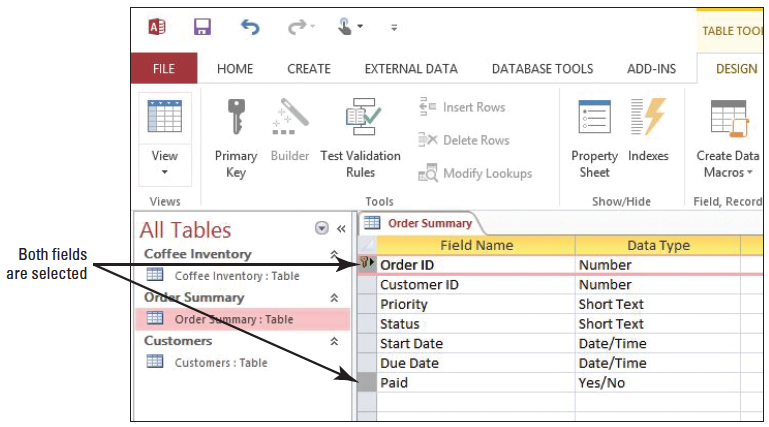 TABLE TOO
FILE HOME CREATE EXTERNAL DATA DATABASE TOOLS ADD-INS DESIGN
View
Primary Key
Builder
Test Validation Rules
Insert Rows
Delete Rows
Modify Lookups
Property Sheet
Indexes
Create Data Macros
Views Tools Show/Hide Field, Record
All Tables «
Order Summary
Field Name Data Type
Both fields
are selected
Coffee Inventory
Coffee Inventory : Table
Order Summary
Order Summary : Table
Customers
Customers : Table
Order ID Number
Customer ID Number
Priority Short Text
Status Short Text
Start Date Date/Time
Due Date Date/Time
Paid Yes/No